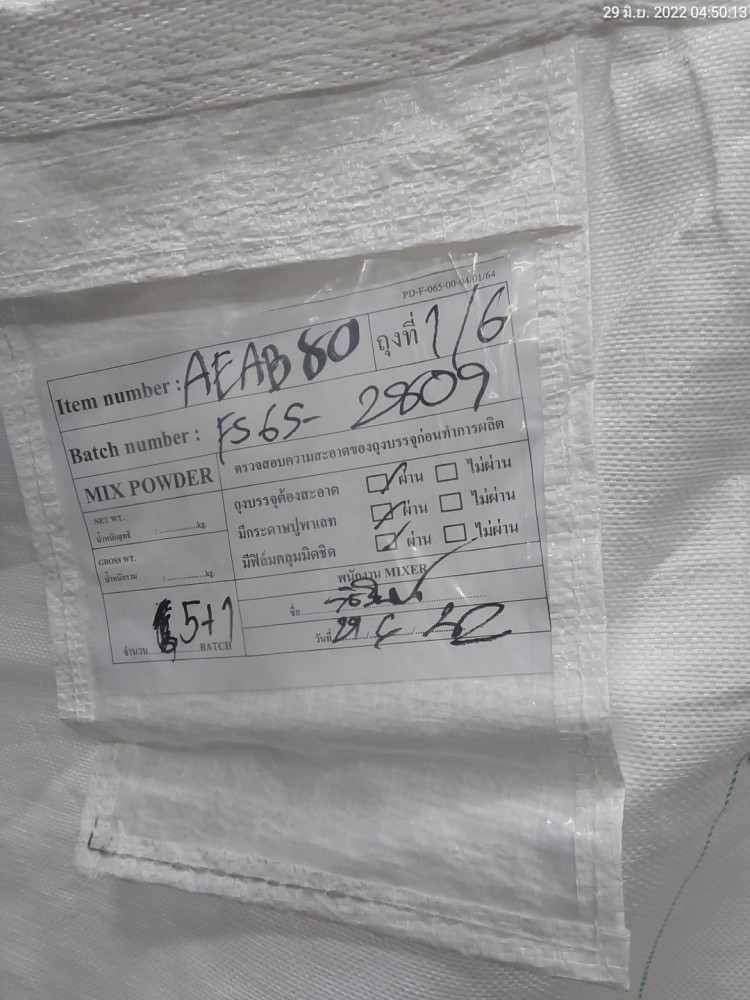 29 มิ.ย. 2022 04:50:13
PD-F-065-00-04/01/64
Item number : AEAB80 ถุงที่ 1/6
Batch number : FS65- 2809
MIX POWDER ตรวจสอบความสะอาดของถุงบรรจุก่อนทำการผลิต
ถุงบรรจุต้องสะอาด ผ่าน ไม่ผ่าน
NET WT.
น้ำหนักสุทธิ : ............kg. มีกระดาษปูพาเลท ผ่าน ไม่ผ่าน
GROSS WT. มีฟิล์มคลุมมิดชิด ผ่าน ไม่ผ่าน
น้ำหนักรวม : ............kg. พนักงาน MIXER
ชื่อ
จำนวน 5+1 BATCH วันที่ 29